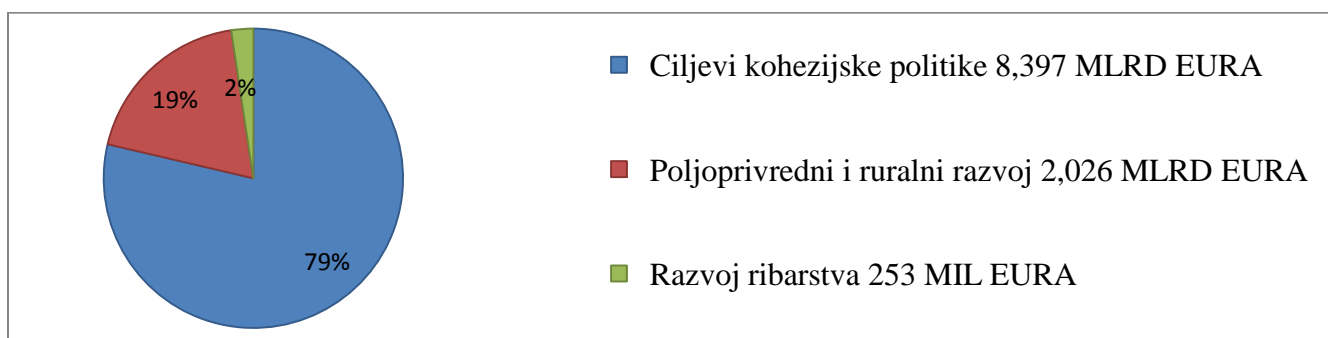 2%
19%
79%
Ciljevi kohezijske politike 8,397 MLRD EURA
Poljoprivredni i ruralni razvoj 2,026 MLRD EURA
Razvoj ribarstva 253 MIL EURA